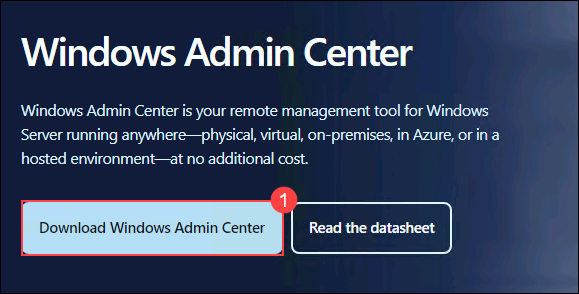 Windows Admin Center
Windows Admin Center is your remote management tool for Windows
Server running anywhere—physical, virtual, on-premises, in Azure, or in a
hosted environment—at no additional cost.
1
Download Windows Admin Center
Read the datasheet